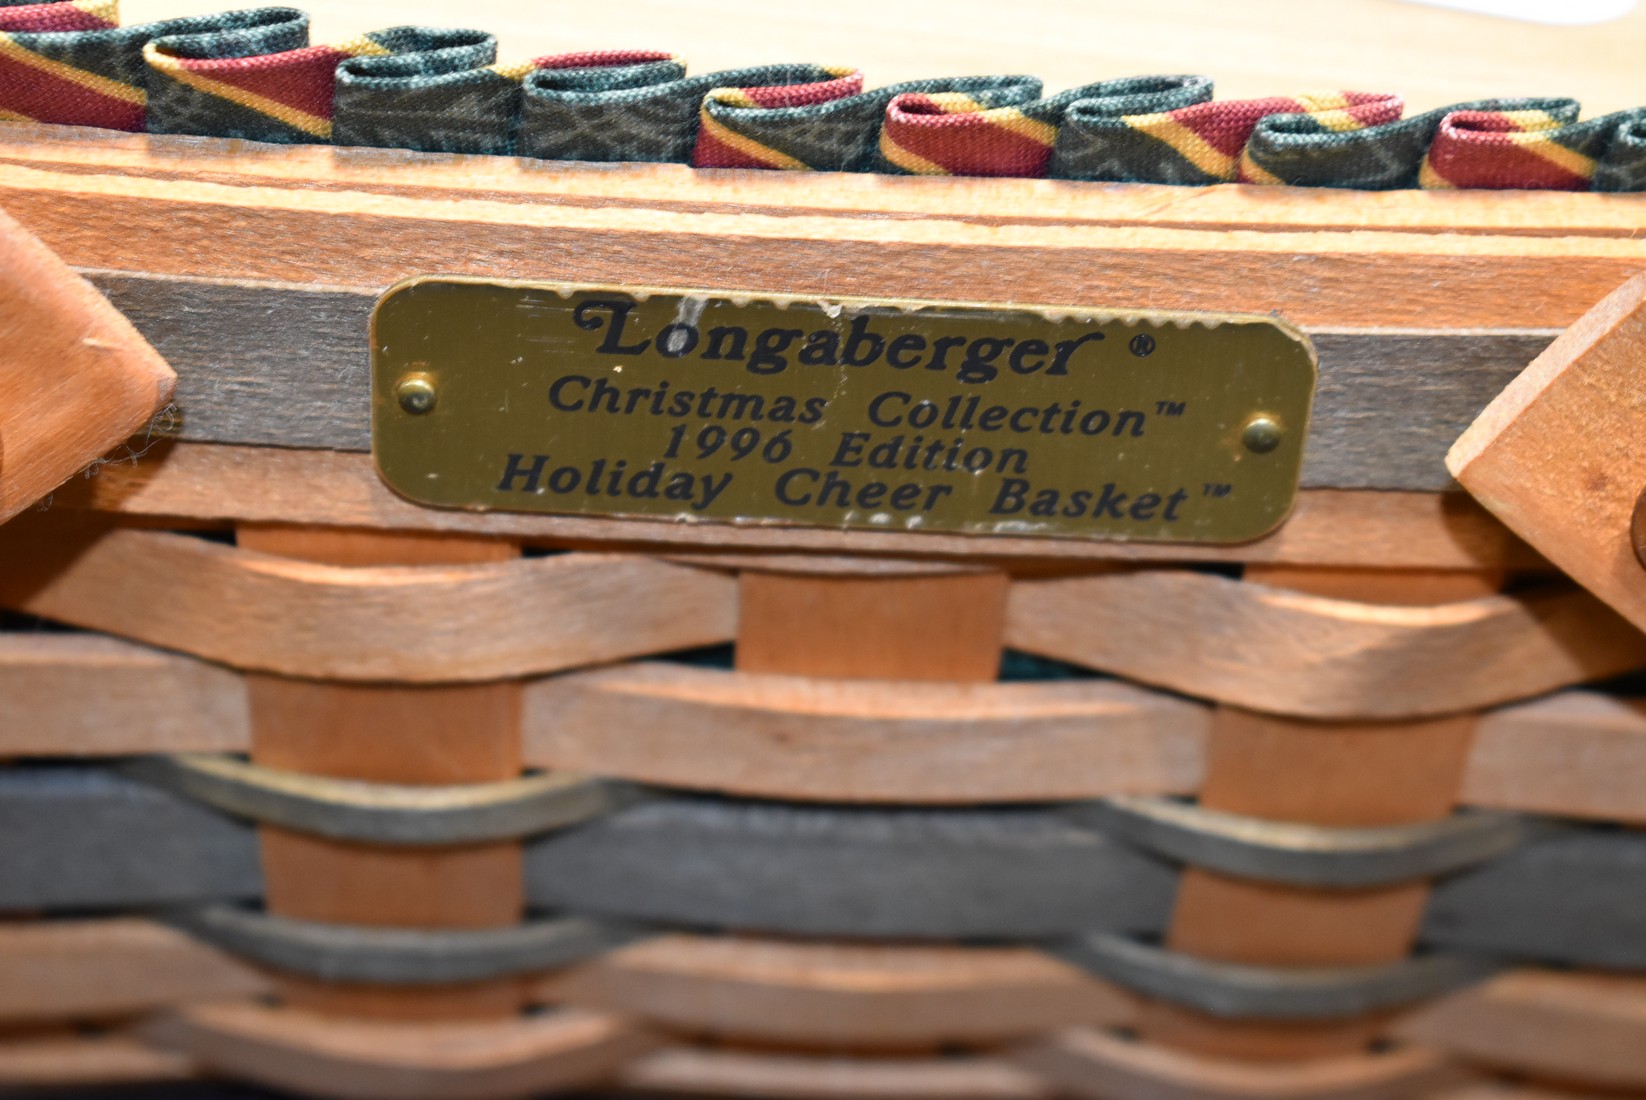 Longaberger ®
Christmas Collection™
1996 Edition
Holiday Cheer Basket™